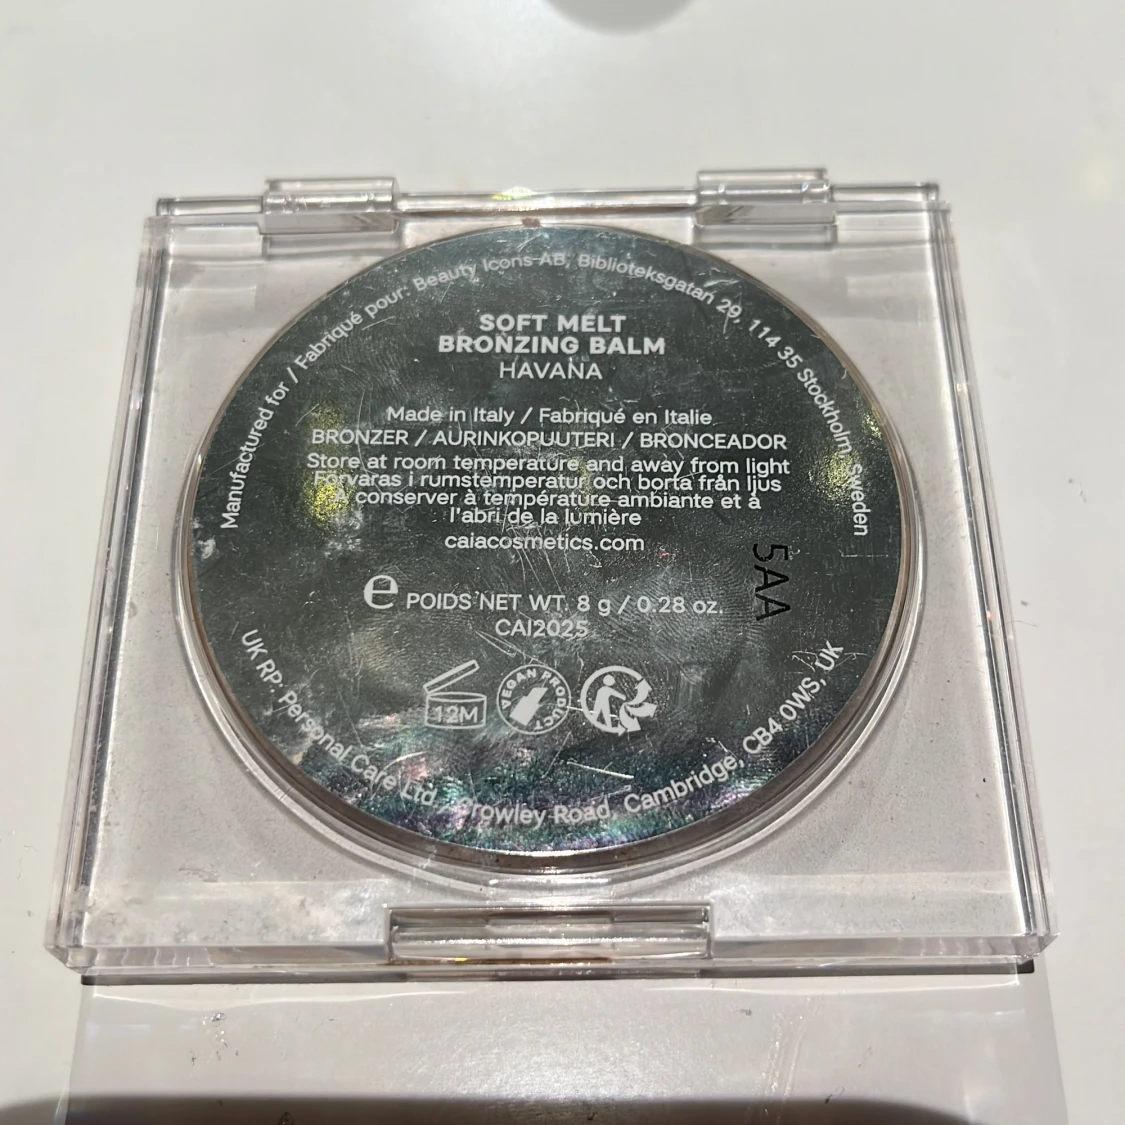 Manufactured for / Fabriqué pour: Beauty Icons AB, Biblioteksgatan 29, 114 35 Stockholm, Sweden
SOFT MELT
BRONZING BALM
HAVANA
Made in Italy / Fabriqué en Italie
BRONZER / AURINKOPUUTERI / BRONCEADOR
Store at room temperature and away from light
Förvaras i rumstemperatur och borta från ljus
À conserver à température ambiante et à
l'abri de la lumière
caiacosmetics.com
5AA
e POIDS NET WT. 8 g / 0.28 oz.
CAI2025
12M
VEGAN PRODUCT
UK RP: Personal Care Ltd., Crowley Road, Cambridge, CB4 0WS, UK